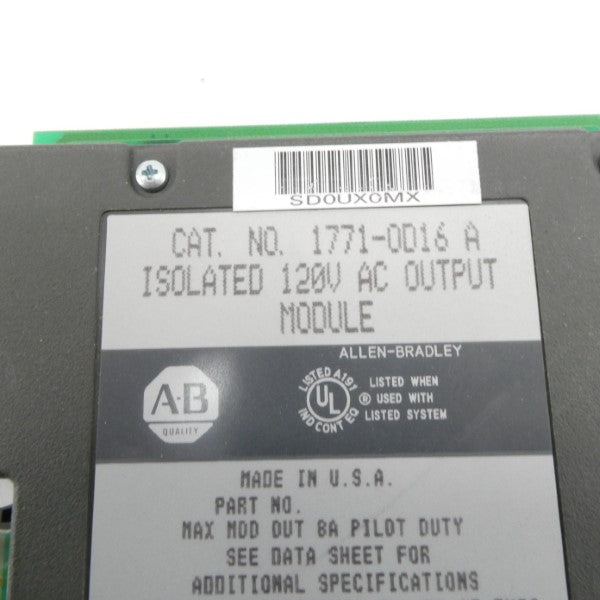 SD0UX0MX
CAT. NO. 1771-OD16 A
ISOLATED 120V AC OUTPUT
MODULE
ALLEN-BRADLEY
A-B
QUALITY
LISTED A191
UL
IND CONT EQ
®
LISTED WHEN
USED WITH
LISTED SYSTEM
MADE IN U.S.A.
PART NO.
MAX MOD OUT 8A PILOT DUTY
SEE DATA SHEET FOR
ADDITIONAL SPECIFICATIONS